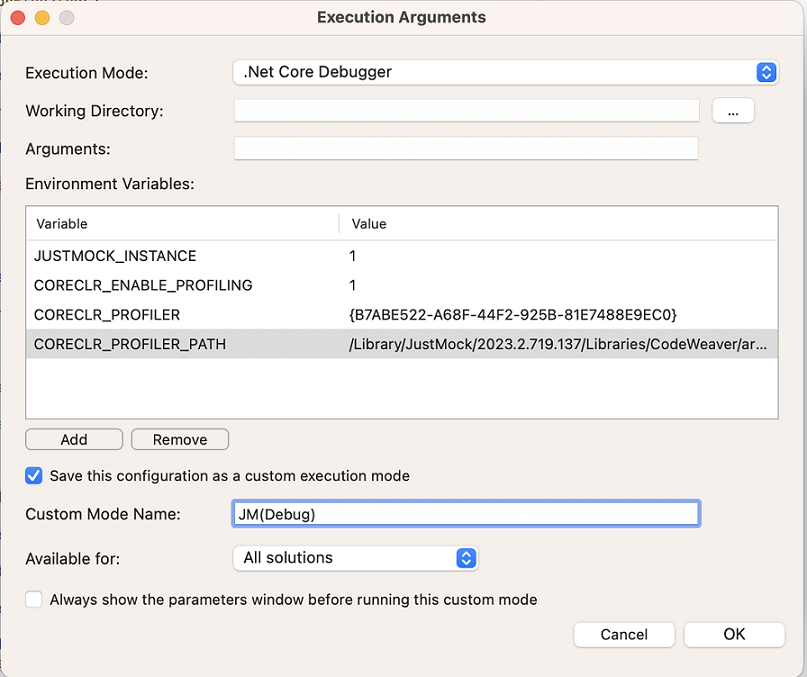 Execution Arguments
Execution Mode: .Net Core Debugger
Working Directory: ...
Arguments:
Environment Variables:
Variable Value
JUSTMOCK_INSTANCE 1
CORECLR_ENABLE_PROFILING 1
CORECLR_PROFILER {B7ABE522-A68F-44F2-925B-81E7488E9EC0}
CORECLR_PROFILER_PATH /Library/JustMock/2023.2.719.137/Libraries/CodeWeaver/ar...
Add Remove
Save this configuration as a custom execution mode
Custom Mode Name: JM(Debug)
Available for: All solutions
Always show the parameters window before running this custom mode
Cancel OK